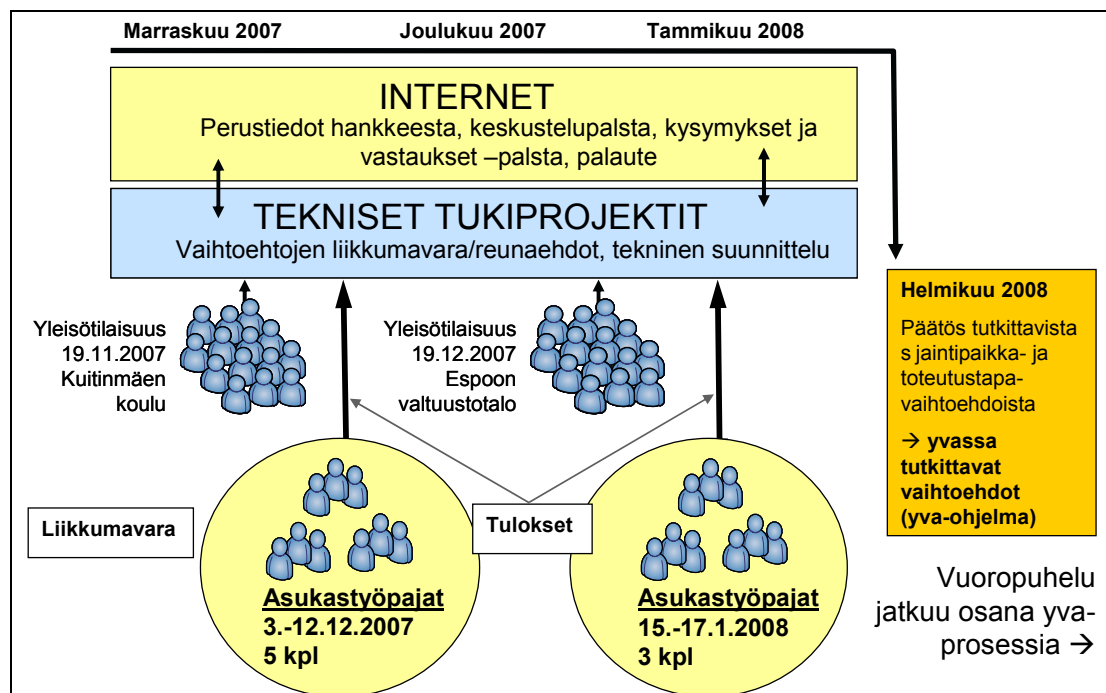 Marraskuu 2007
Joulukuu 2007
Tammikuu 2008
INTERNET
Perustiedot hankkeesta, keskustelupalsta, kysymykset ja
vastaukset –palsta, palaute
TEKNISET TUKIPROJEKTIT
Vaihtoehtojen liikkumavara/reunaehdot, tekninen suunnittelu
Yleisötilaisuus
19.11.2007
Kuitinmäen
koulu
Yleisötilaisuus
19.12.2007
Espoon
valtuustotalo
Helmikuu 2008
Päätös tutkittavista
s jaintipaikka- ja
toteutustapa-
vaihtoehdoista
→ yvassa
tutkittavat
vaihtoehdot
(yva-ohjelma)
Liikkumavara
Tulokset
Asukastyöpajat
3.-12.12.2007
5 kpl
Asukastyöpajat
15.-17.1.2008
3 kpl
Vuoropuhelu
jatkuu osana yva-
prosessia →